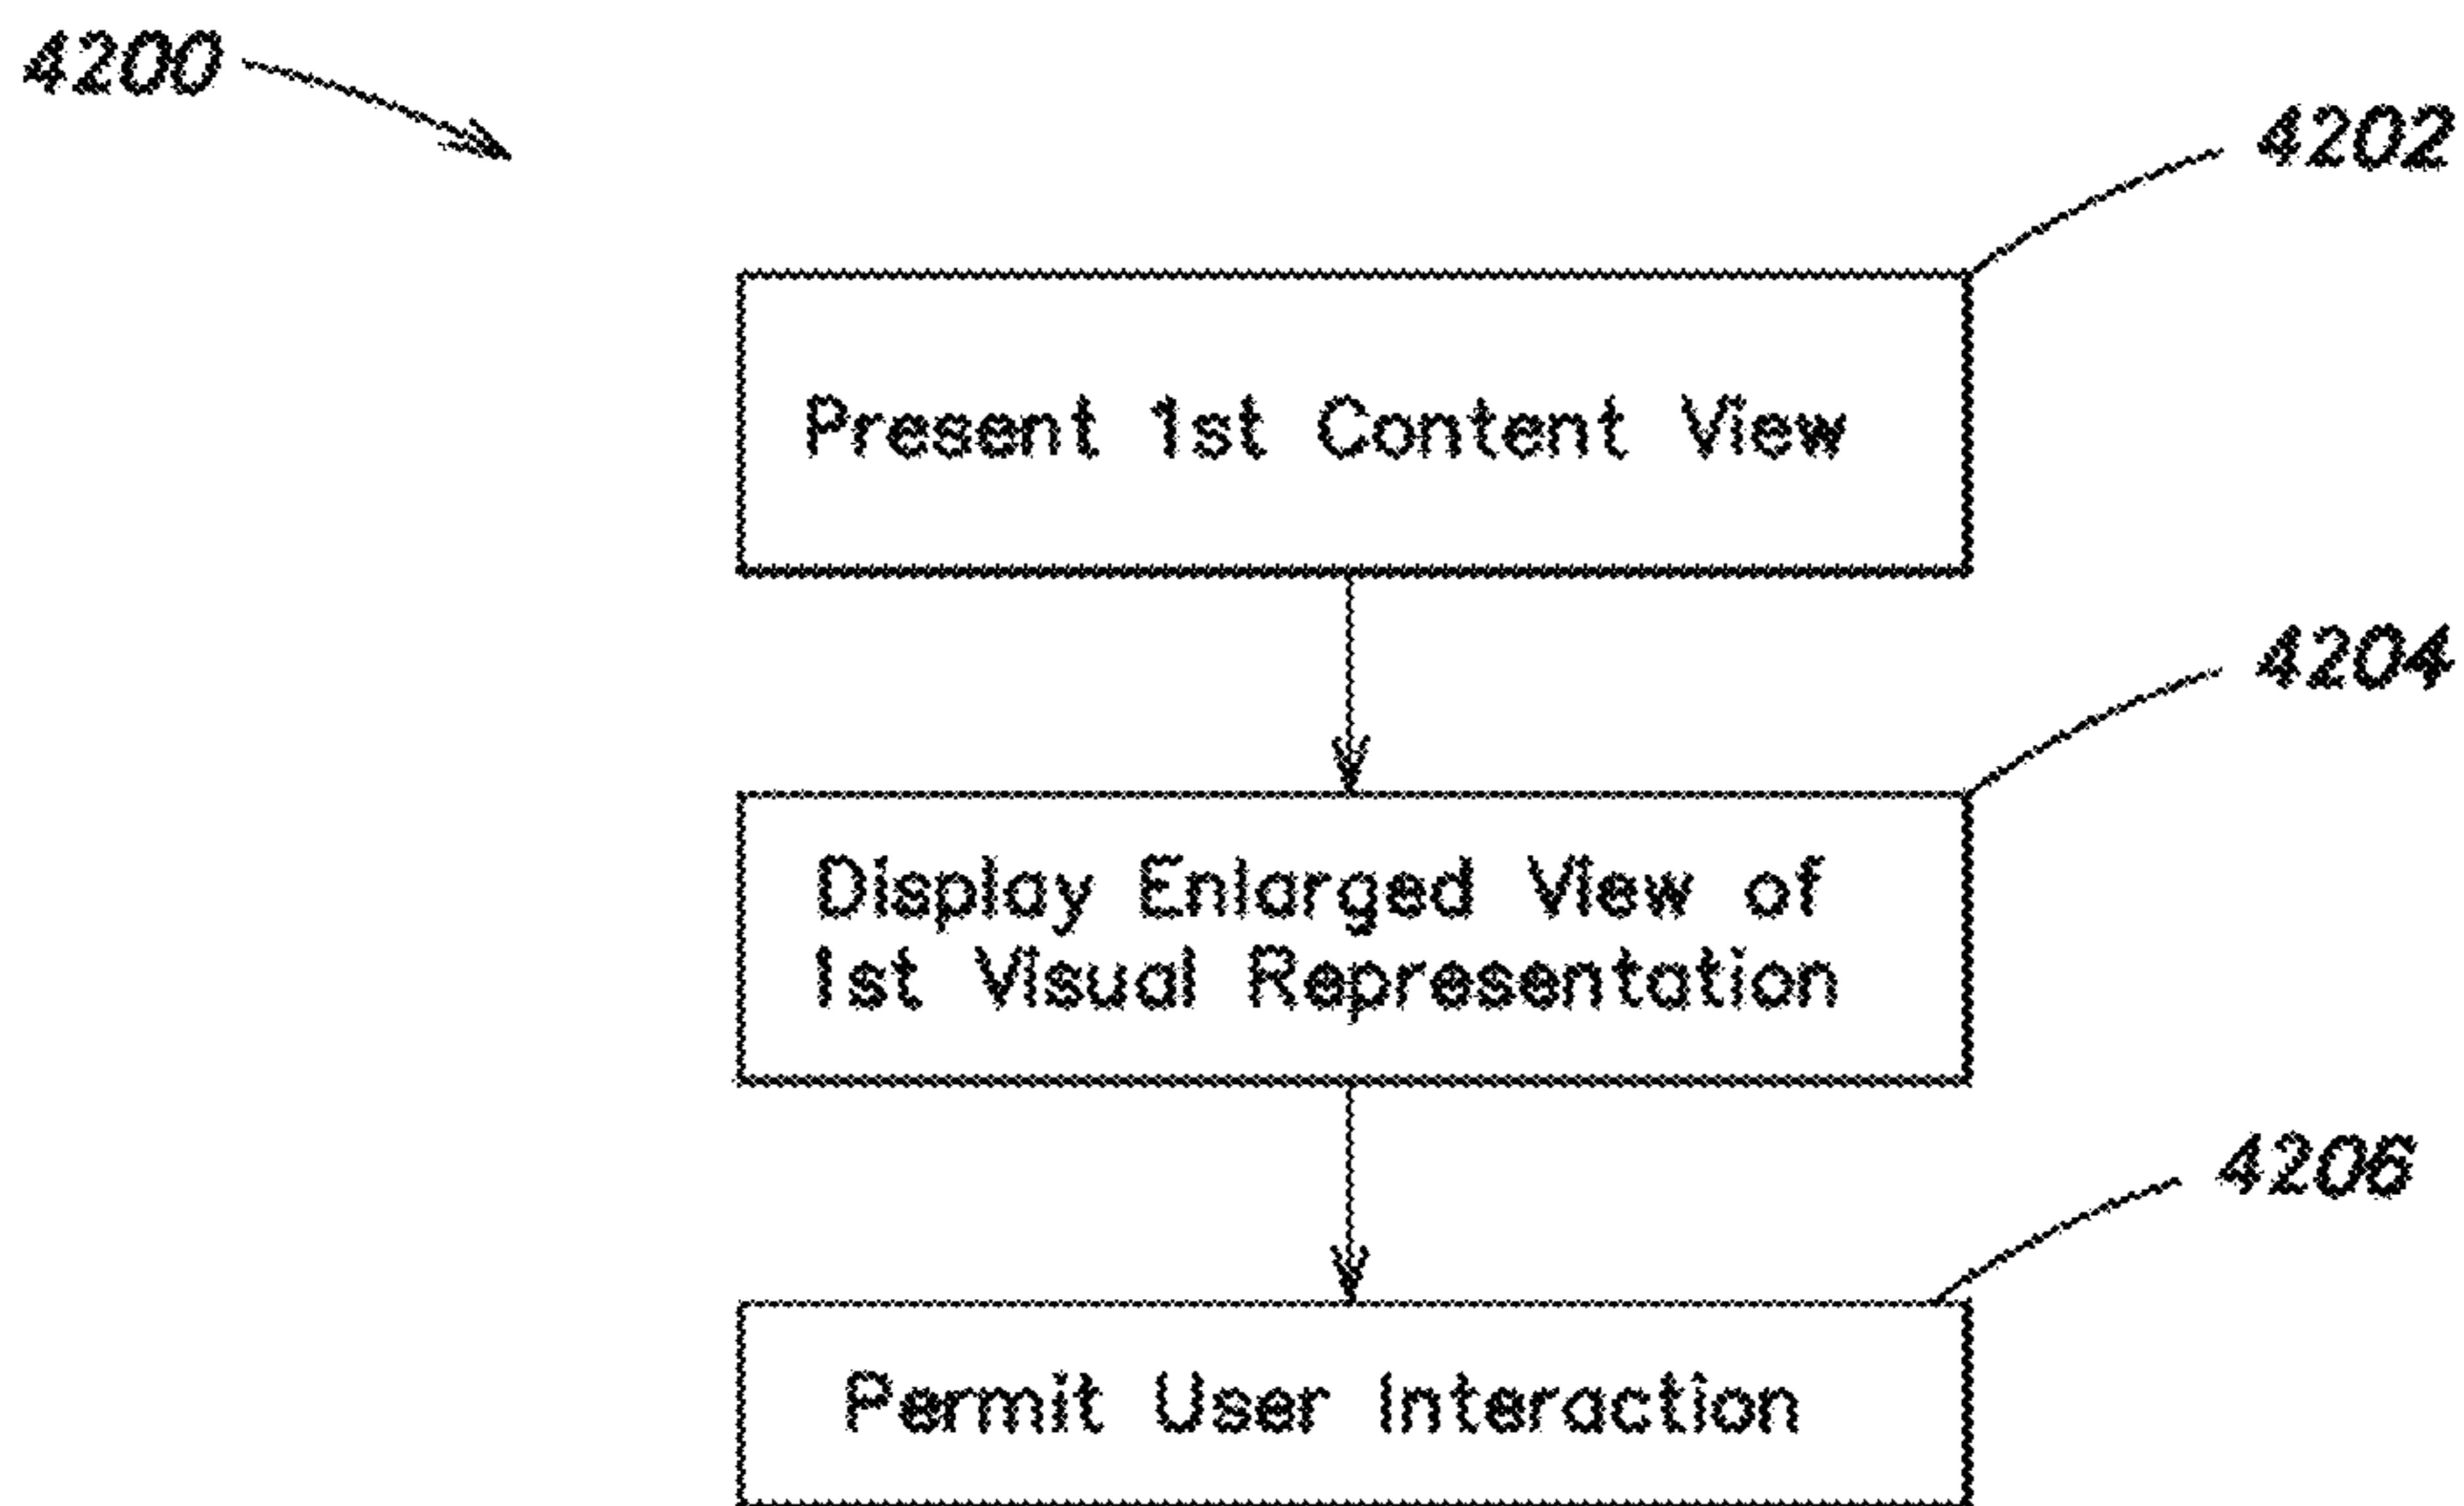 4200
4202
Present 1st Content View
4204
Display Enlarged View of
1st Visual Representation
4206
Permit User Interaction